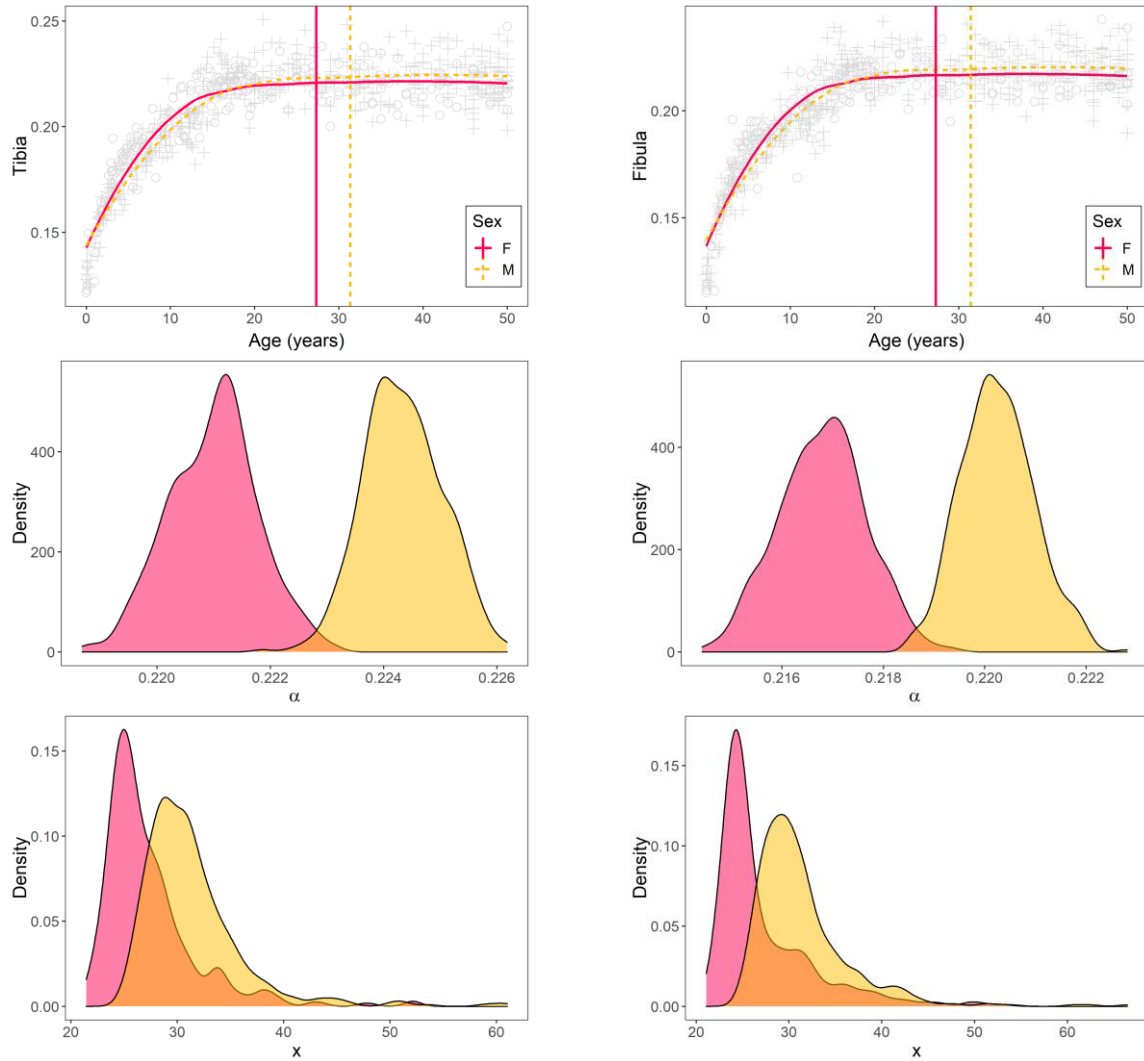 Tibia
0.25
0.20
0.15
0 10 20 30 40 50
Age (years)
Sex
F
M
Fibula
0.20
0.15
0 10 20 30 40 50
Age (years)
Sex
F
M
Density
400
200
0
0.220 0.222 0.224 0.226
α
Density
400
200
0
0.216 0.218 0.220 0.222
α
Density
0.15
0.10
0.05
0.00
20 30 40 50 60
x
Density
0.15
0.10
0.05
0.00
20 30 40 50 60
x